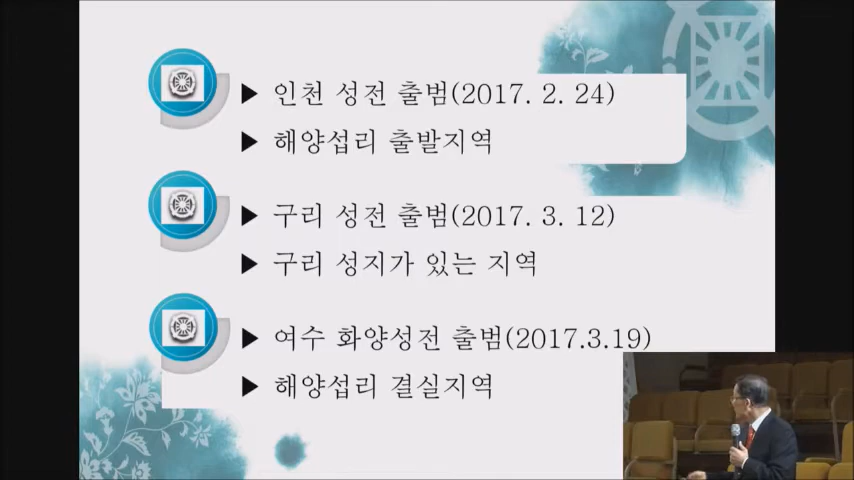 ▶ 인천 성전 출범(2017. 2. 24)
▶ 해양섭리 출발지역
▶ 구리 성전 출범(2017. 3. 12)
▶ 구리 성지가 있는 지역
▶ 여수 화양성전 출범(2017.3.19)
▶ 해양섭리 결실지역